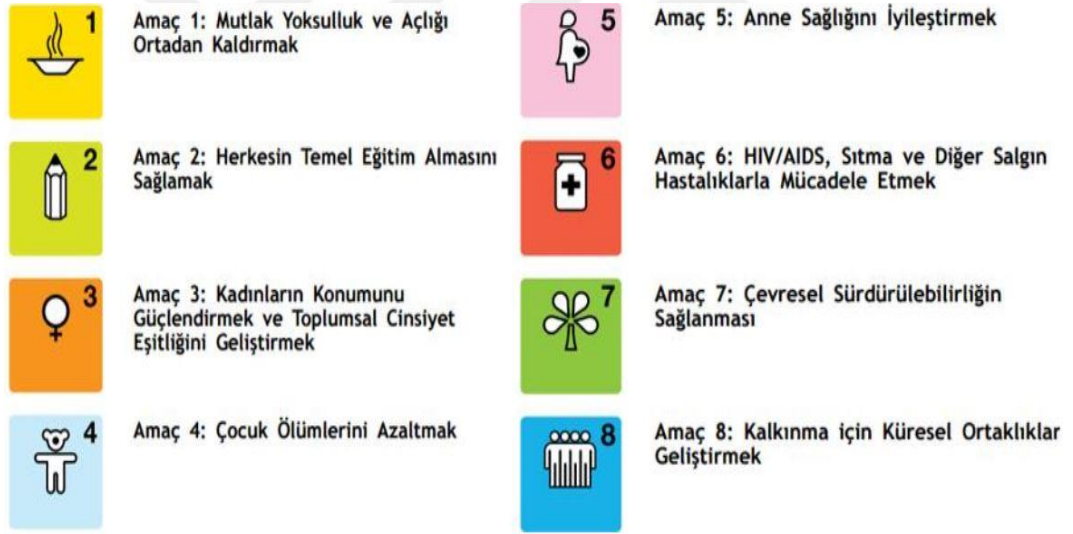 1
Amaç 1: Mutlak Yoksulluk ve Açlığı
Ortadan Kaldırmak
2
Amaç 2: Herkesin Temel Eğitim Almasını
Sağlamak
3
Amaç 3: Kadınların Konumunu
Güçlendirmek ve Toplumsal Cinsiyet
Eşitliğini Geliştirmek
4
Amaç 4: Çocuk Ölümlerini Azaltmak
5
Amaç 5: Anne Sağlığını İyileştirmek
6
Amaç 6: HIV/AIDS, Sıtma ve Diğer Salgın
Hastalıklarla Mücadele Etmek
7
Amaç 7: Çevresel Sürdürülebilirliğin
Sağlanması
8
Amaç 8: Kalkınma için Küresel Ortaklıklar
Geliştirmek